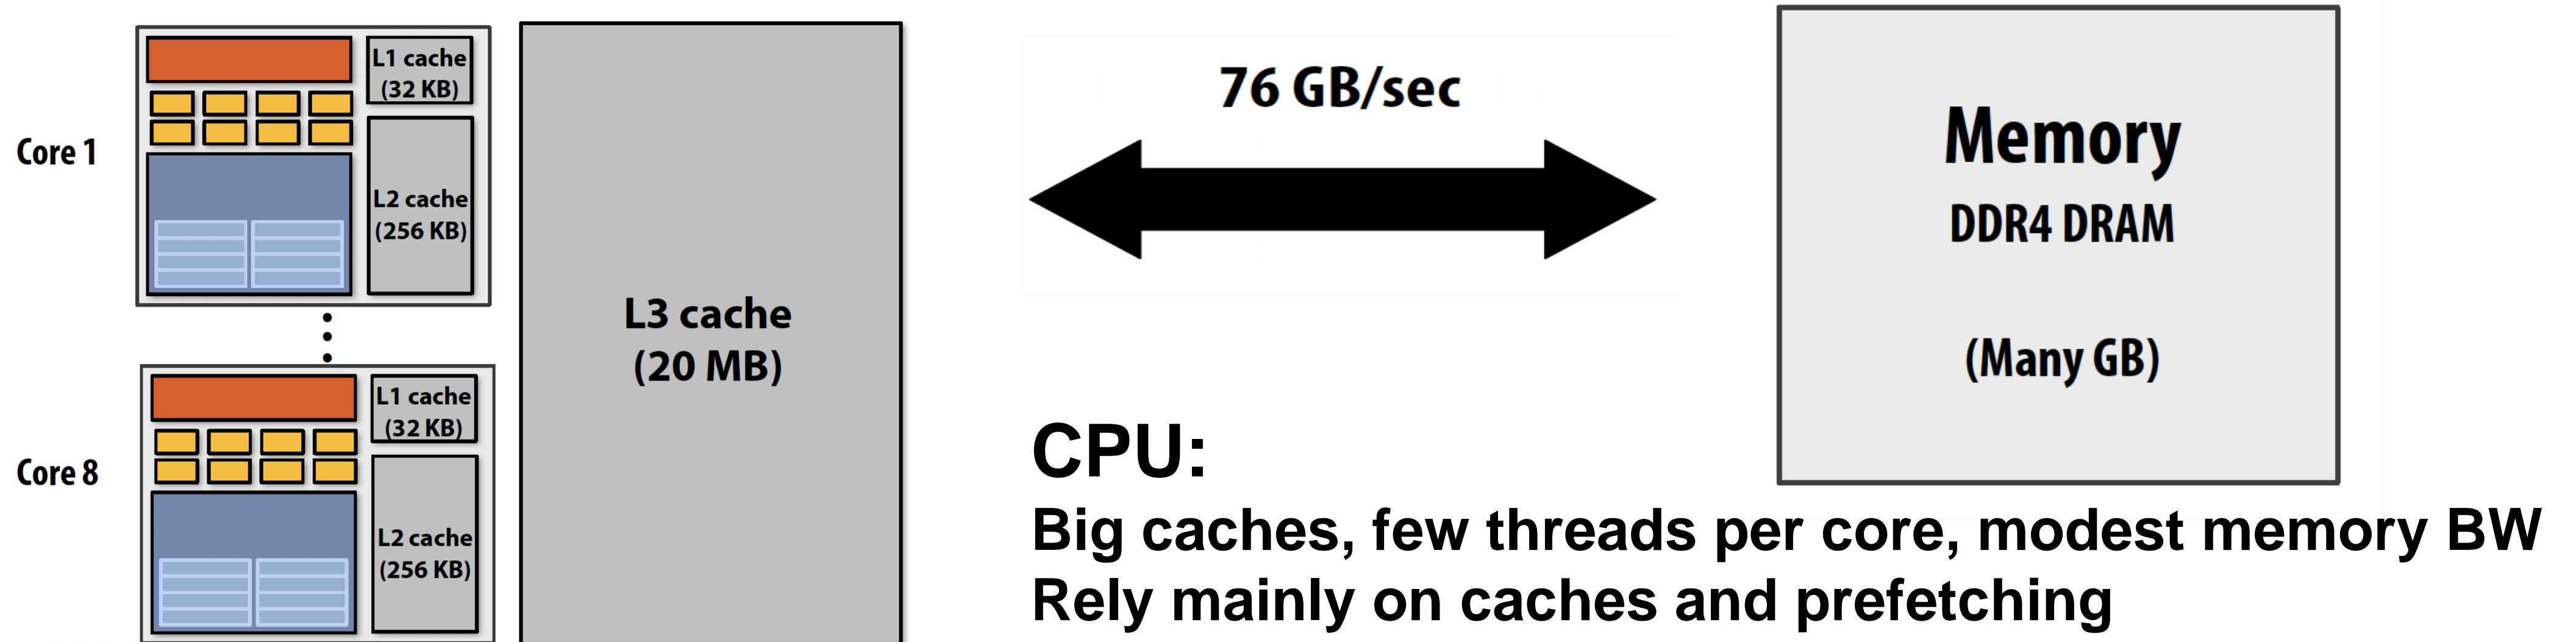 Core 1
L1 cache
(32 KB)
L2 cache
(256 KB)
Core 8
L1 cache
(32 KB)
L2 cache
(256 KB)
L3 cache
(20 MB)
76 GB/sec
Memory
DDR4 DRAM
(Many GB)
CPU:
Big caches, few threads per core, modest memory BW
Rely mainly on caches and prefetching